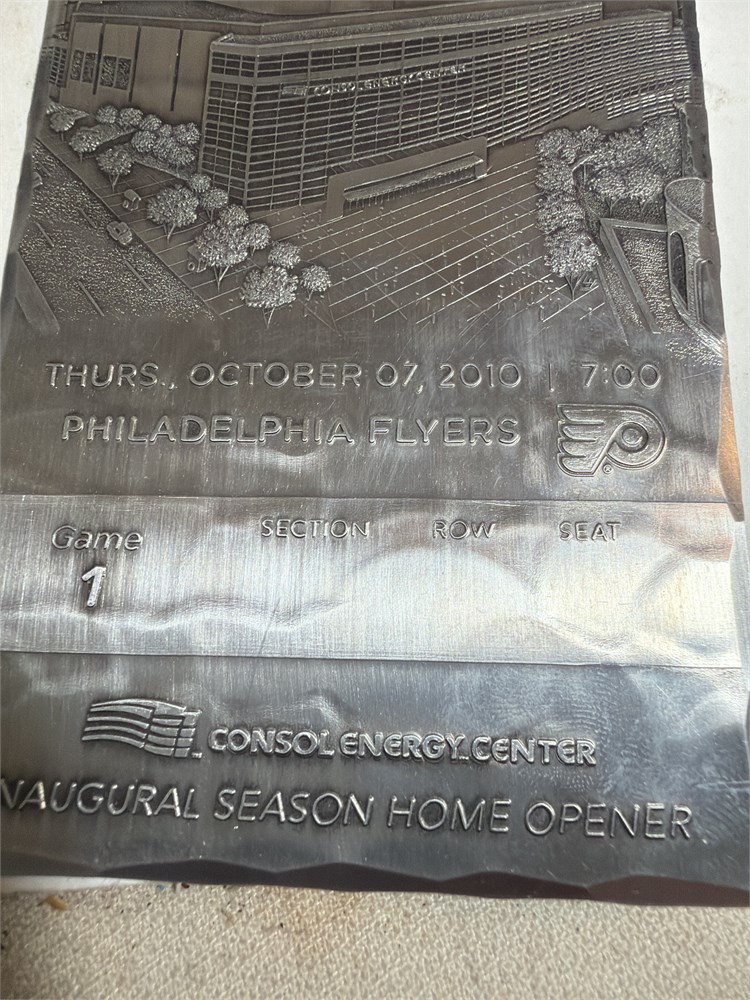 CONSOL ENERGY CENTER
THURS., OCTOBER 07, 2010 | 7:00
PHILADELPHIA FLYERS
Game SECTION ROW SEAT
1
CONSOL ENERGY CENTER
NAUGURAL SEASON HOME OPENER